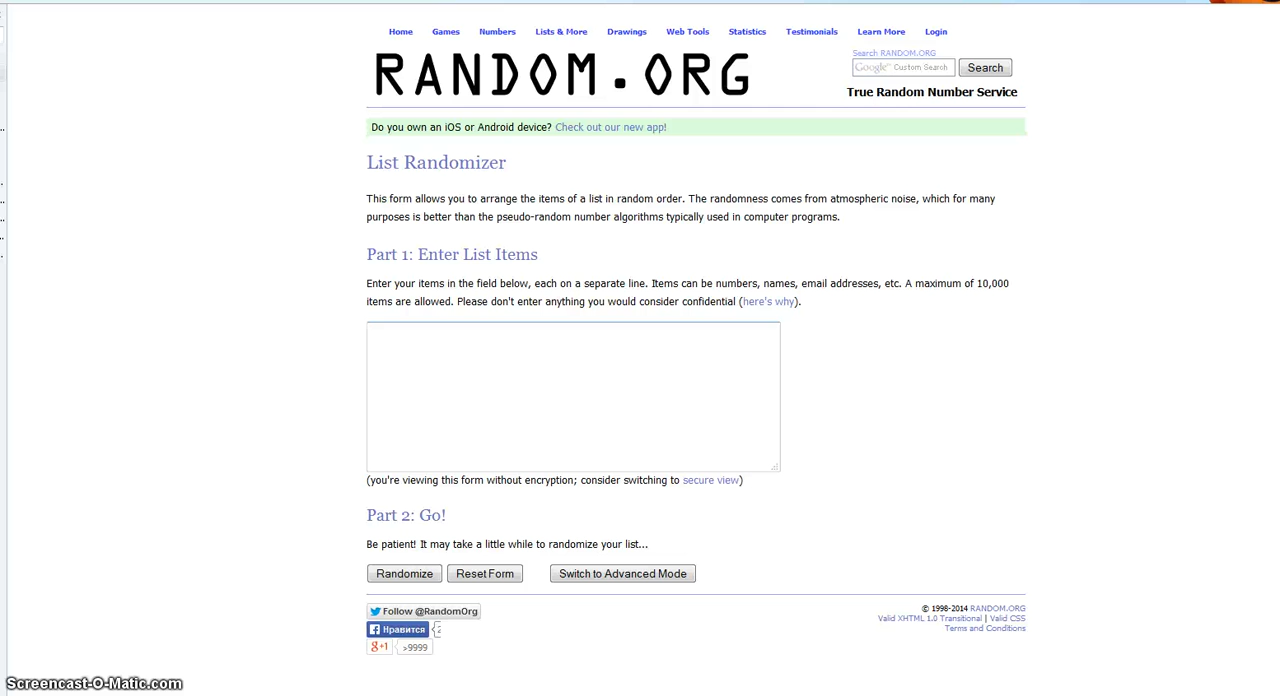 Home Games Numbers Lists & More Drawings Web Tools Statistics Testimonials Learn More Login
RANDOM.ORG
Search RANDOM.ORG
Google™ Custom Search Search
True Random Number Service
Do you own an iOS or Android device? Check out our new app!
List Randomizer
This form allows you to arrange the items of a list in random order. The randomness comes from atmospheric noise, which for many
purposes is better than the pseudo-random number algorithms typically used in computer programs.
Part 1: Enter List Items
Enter your items in the field below, each on a separate line. Items can be numbers, names, email addresses, etc. A maximum of 10,000
items are allowed. Please don't enter anything you would consider confidential (here's why).
(you're viewing this form without encryption; consider switching to secure view)
Part 2: Go!
Be patient! It may take a little while to randomize your list...
Randomize Reset Form Switch to Advanced Mode
Follow @RandomOrg
Нравится
g+1 >9999
© 1998-2014 RANDOM.ORG
Valid XHTML 1.0 Transitional | Valid CSS
Terms and Conditions
Screencast-O-Matic.com